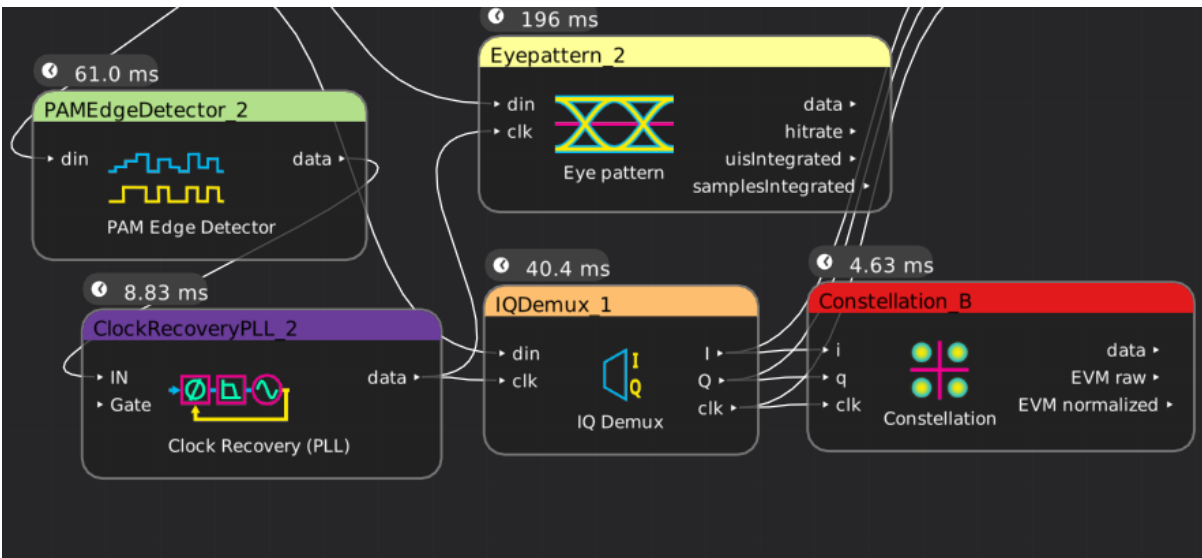 61.0 ms
PAMEdgeDetector_2
din
data
PAM Edge Detector
196 ms
Eyepattern_2
din
clk
Eye pattern
data
hitrate
uisIntegrated
samplesIntegrated
8.83 ms
ClockRecoveryPLL_2
IN
Gate
data
Clock Recovery (PLL)
40.4 ms
IQDemux_1
din
clk
I
Q
IQ Demux
I
Q
clk
4.63 ms
Constellation_B
i
q
clk
Constellation
data
EVM raw
EVM normalized